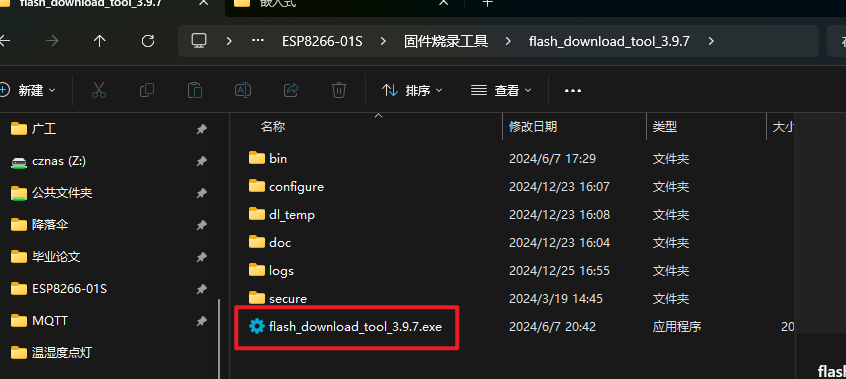 flash_download_tool_3.9.7
嵌入式
ESP8266-01S
固件烧录工具
flash_download_tool_3.9.7
新建
排序
查看
名称 修改日期 类型 大小
广工
cznas (Z:)
公共文件夹
降落伞
毕业论文
ESP8266-01S
MQTT
温湿度点灯
bin 2024/6/7 17:29 文件夹
configure 2024/12/23 16:07 文件夹
dl_temp 2024/12/23 16:08 文件夹
doc 2024/12/23 16:04 文件夹
logs 2024/12/25 16:55 文件夹
secure 2024/3/19 14:45 文件夹
flash_download_tool_3.9.7.exe 2024/6/7 20:42 应用程序 20
flash